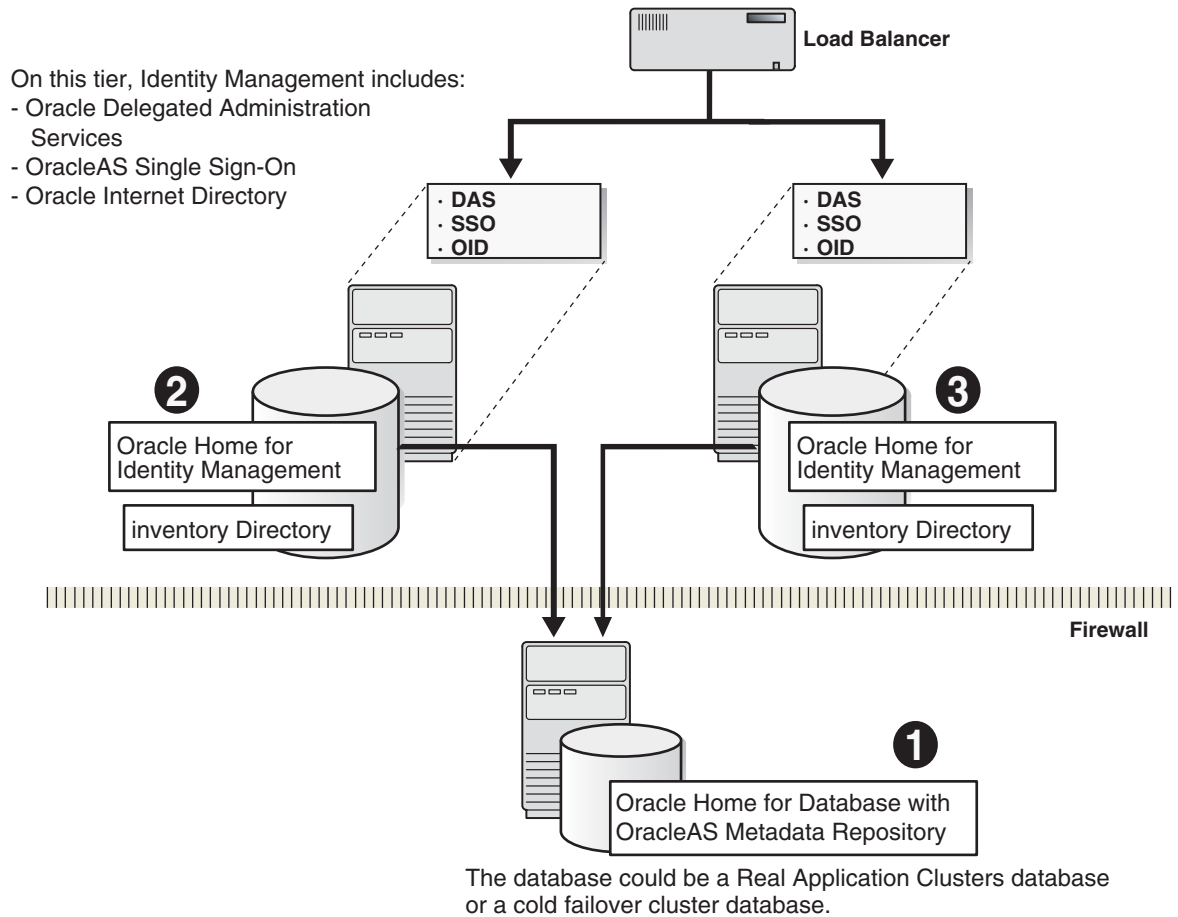 Load Balancer
On this tier, Identity Management includes:
- Oracle Delegated Administration
Services
- OracleAS Single Sign-On
- Oracle Internet Directory
· DAS
· SSO
· OID
· DAS
· SSO
· OID
2
Oracle Home for
Identity Management
inventory Directory
3
Oracle Home for
Identity Management
inventory Directory
Firewall
1
Oracle Home for Database with
OracleAS Metadata Repository
The database could be a Real Application Clusters database
or a cold failover cluster database.